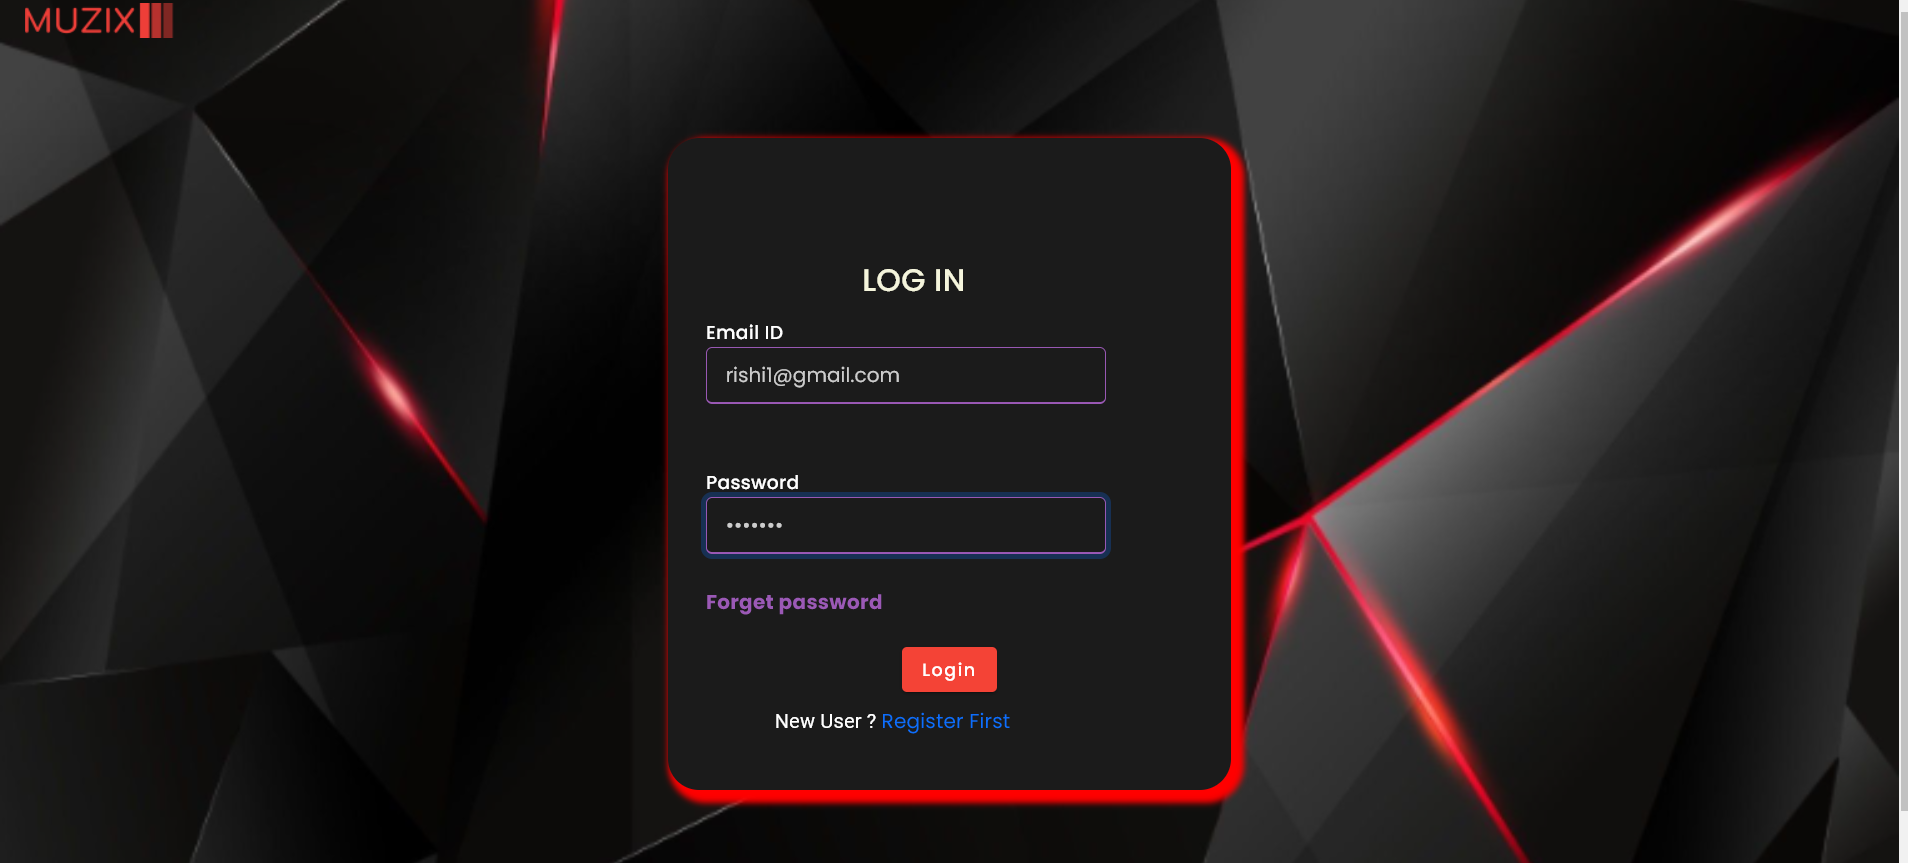 MUZIX
LOG IN
Email ID
rishi1@gmail.com
Password
•••••••
Forget password
Login
New User ? Register First